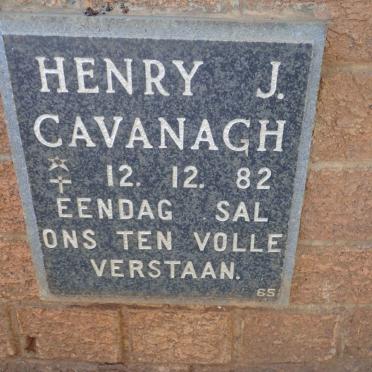 HENRY J.
CAVANAGH
☆
✝ 12. 12. 82
EENDAG SAL
ONS TEN VOLLE
VERSTAAN.
65